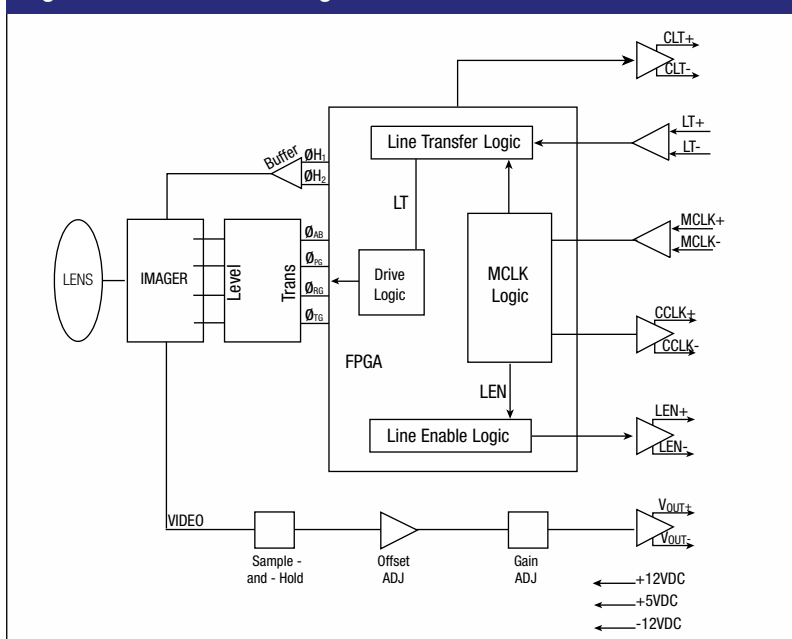 CLT+
CLT-
Line Transfer Logic
LT+
LT-
Buffer
ØH1
ØH2
LT
MCLK+
MCLK-
LENS
IMAGER
Level
Trans
ØAB
ØPG
ØRG
ØTG
Drive
Logic
MCLK
Logic
FPGA
CCLK+
CCLK-
LEN
Line Enable Logic
LEN+
LEN-
VIDEO
VOUT+
VOUT-
Sample -
and - Hold
Offset
ADJ
Gain
ADJ
+12VDC
+5VDC
-12VDC